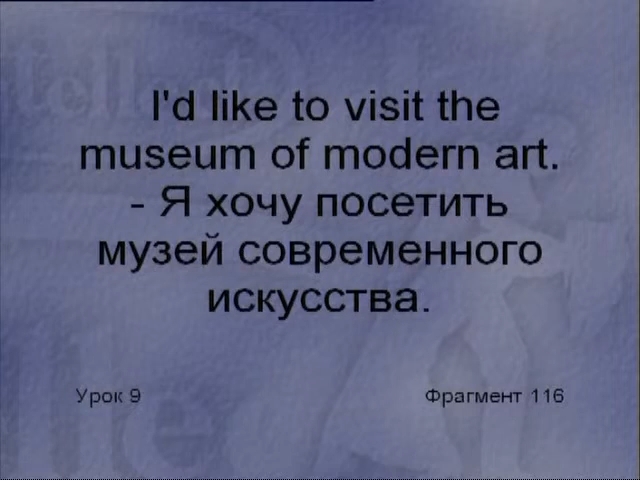 I'd like to visit the
museum of modern art.
- Я хочу посетить
музей современного
искусства.
Урок 9
Фрагмент 116